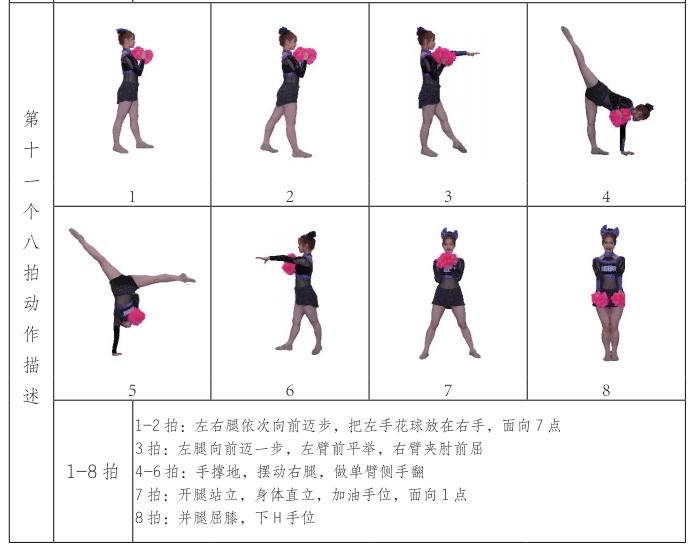 第十一个八拍动作描述
1
2
3
4
5
6
7
8
1-8 拍
1-2 拍：左右腿依次向前迈步，把左手花球放在右手，面向 7 点
3 拍：左腿向前迈一步，左臂前平举，右臂夹肘前屈
4-6 拍：手撑地，摆动右腿，做单臂侧手翻
7 拍：开腿站立，身体直立，加油手位，面向 1 点
8 拍：并腿屈膝，下 H 手位